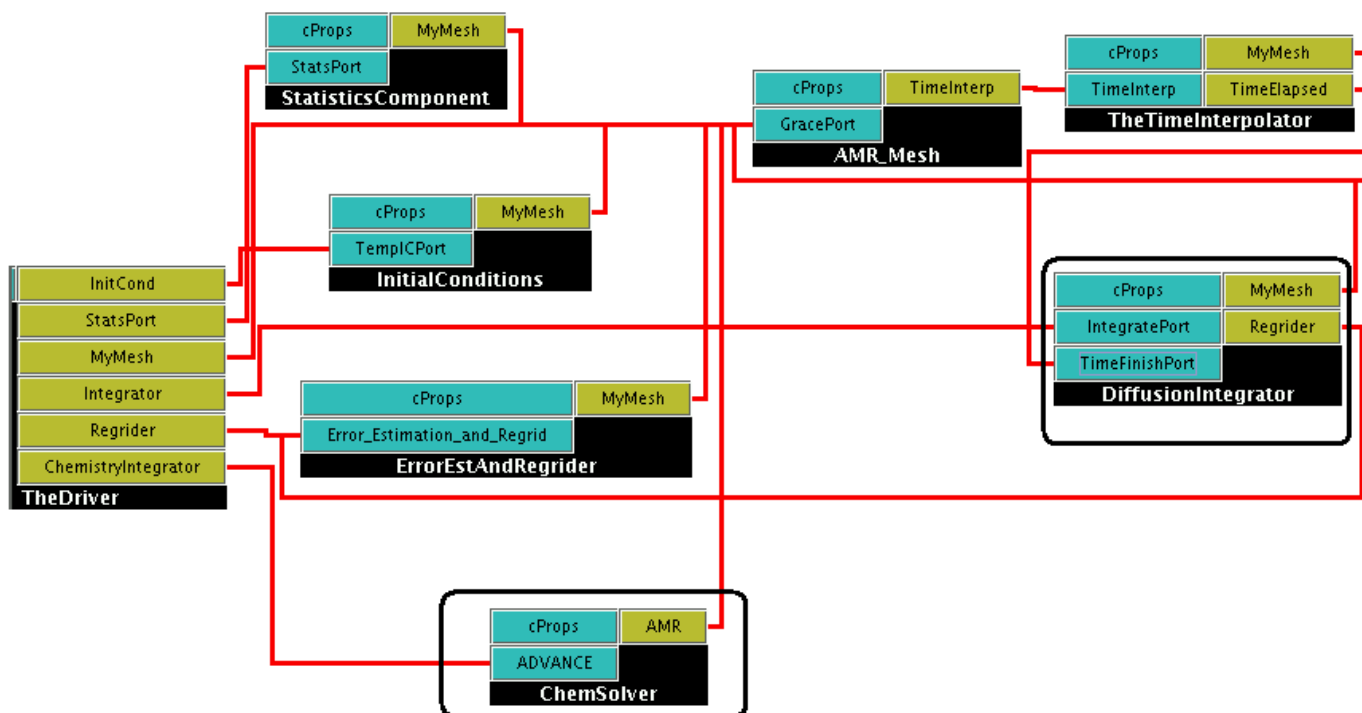 cProps MyMesh
StatsPort
StatisticsComponent
cProps TimeInterp
GracePort
AMR_Mesh
cProps MyMesh
TimeInterp TimeElapsed
TheTimeInterpolator
cProps MyMesh
TempICPort
InitialConditions
InitCond
StatsPort
MyMesh
Integrator
Regrider
ChemistryIntegrator
TheDriver
cProps MyMesh
IntegratePort Regrider
TimeFinishPort
DiffusionIntegrator
cProps MyMesh
Error_Estimation_and_Regrid
ErrorEstAndRegrider
cProps AMR
ADVANCE
ChemSolver